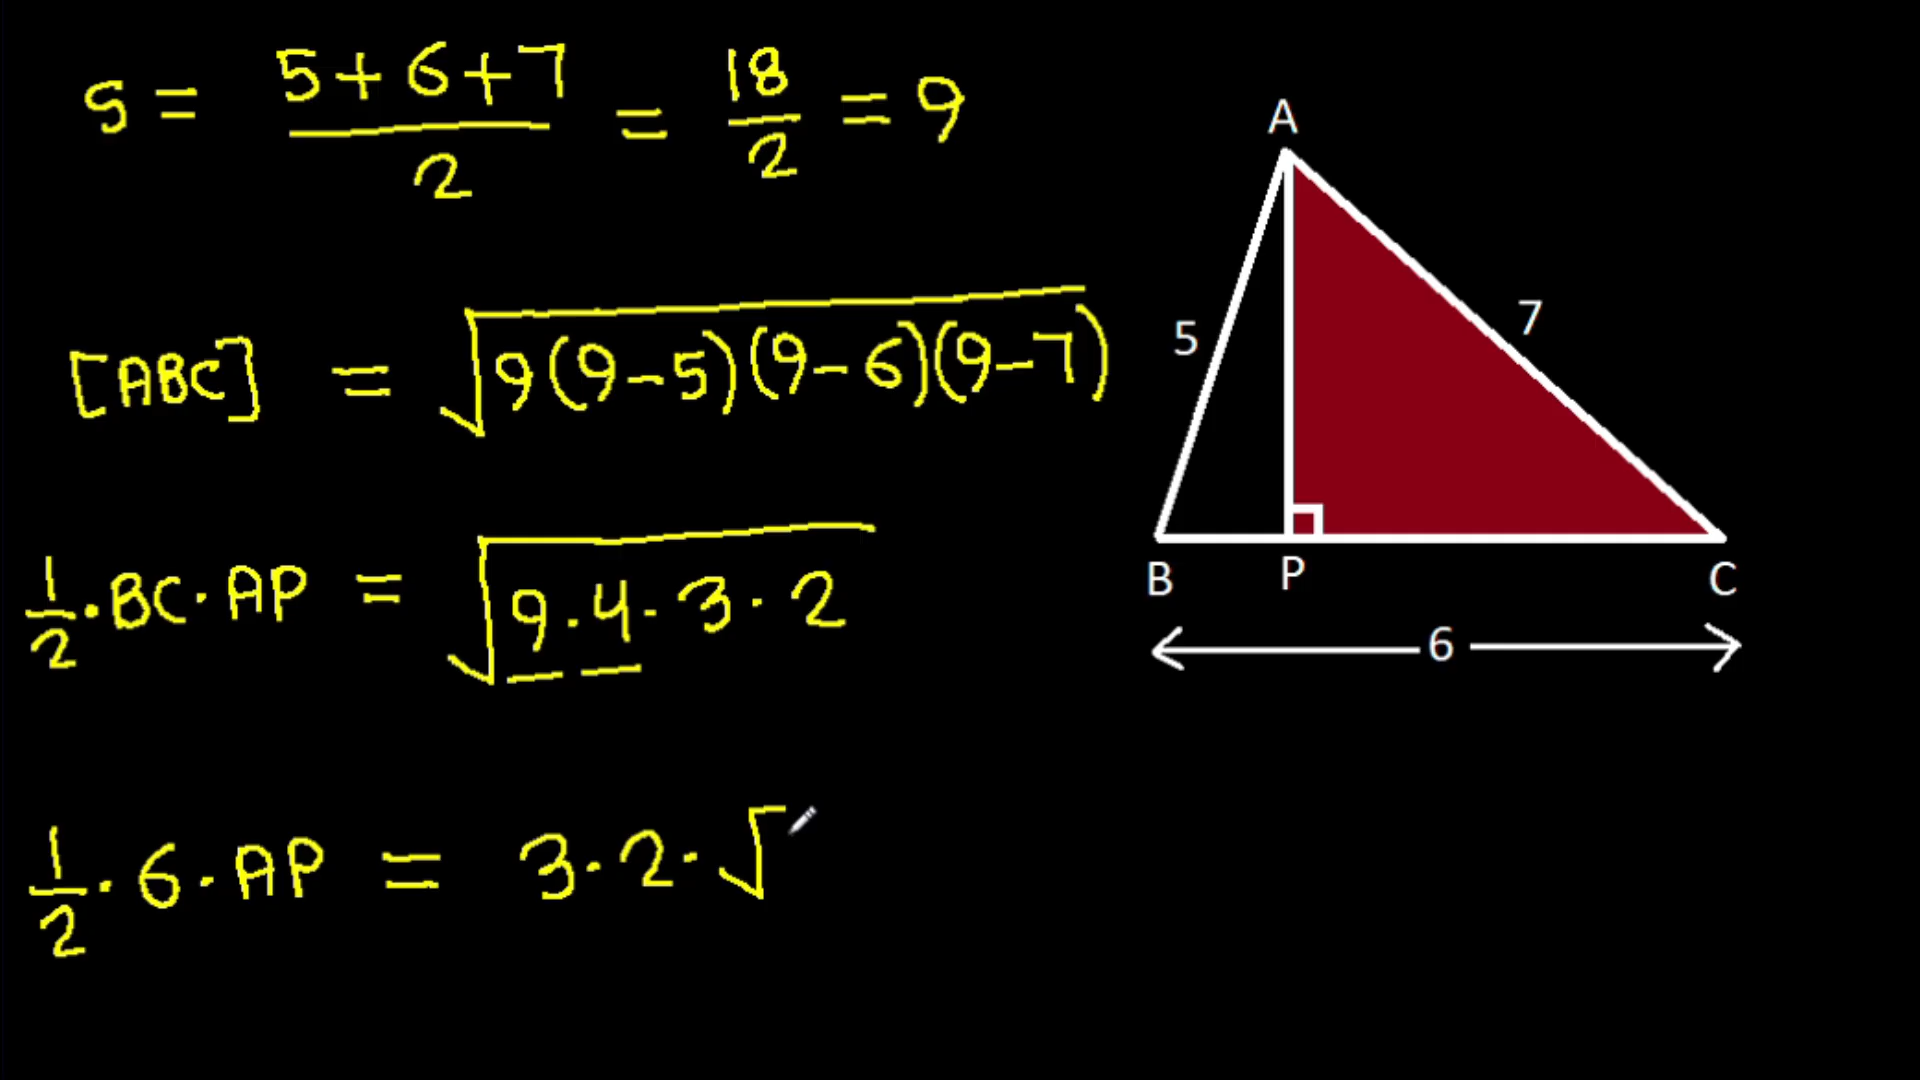 S = 5+6+7/2 = 18/2 = 9
[ABC] = √9(9-5)(9-6)(9-7)
1/2·BC·AP = √9·4·3·2
1/2·6·AP = 3·2·√
A
5
7
B P C
6